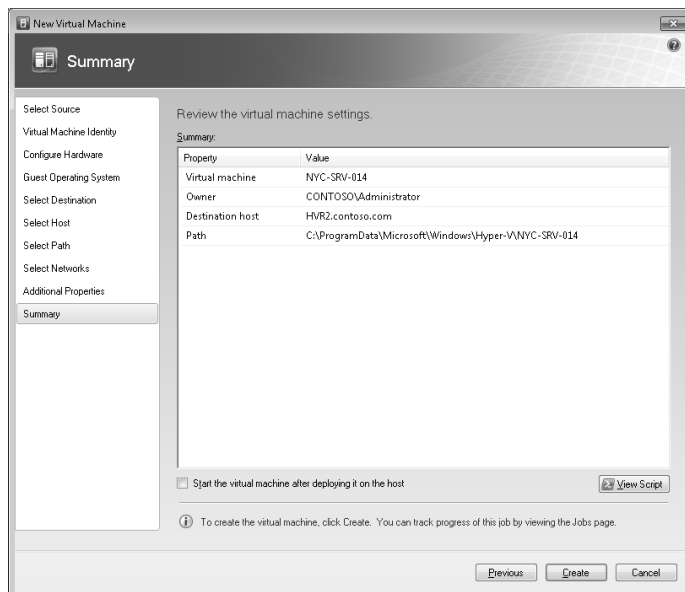 New Virtual Machine
Summary
Select Source
Virtual Machine Identity
Configure Hardware
Guest Operating System
Select Destination
Select Host
Select Path
Select Networks
Additional Properties
Summary
Review the virtual machine settings.
Summary:
Property Value
Virtual machine NYC-SRV-014
Owner CONTOSO\Administrator
Destination host HVR2.contoso.com
Path C:\ProgramData\Microsoft\Windows\Hyper-V\NYC-SRV-014
Start the virtual machine after deploying it on the host
View Script
To create the virtual machine, click Create. You can track progress of this job by viewing the Jobs page.
Previous Create Cancel